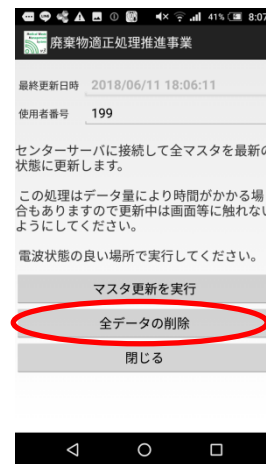 41% 8:07
廃棄物適正処理推進事業
最終更新日時 2018/06/11 18:06:11
使用者番号 199
センターサーバに接続して全マスタを最新の
状態に更新します。
この処理はデータ量により時間がかかる場
合もありますので更新中は画面等に触れない
ようにしてください。
電波状態の良い場所で実行してください。
マスタ更新を実行
全データの削除
閉じる